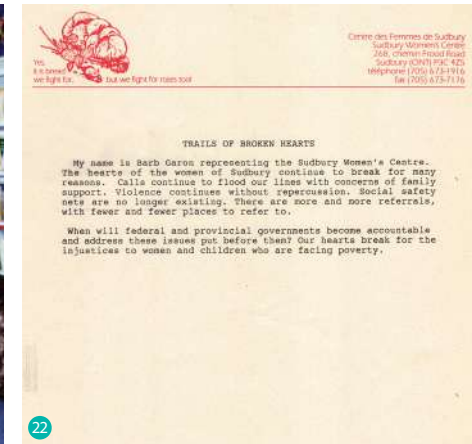 Centre des Femmes de Sudbury
Sudbury Women's Centre
268, chemin Frood Road
Sudbury (ONT) P3C 4Z5
téléphone (705) 673-1916
fax (705) 673-7176
Yes,
it is bread
we fight for, but we fight for roses too!
TRAILS OF BROKEN HEARTS
My name is Barb Garon representing the Sudbury Women's Centre.
The hearts of the women of Sudbury continue to break for many
reasons. Calls continue to flood our lines with concerns of family
support. Violence continues without repercussion. Social safety
nets are no longer existing. There are more and more referrals,
with fewer and fewer places to refer to.
When will federal and provincial governments become accountable
and address these issues put before them? Our hearts break for the
injustices to women and children who are facing poverty.
22